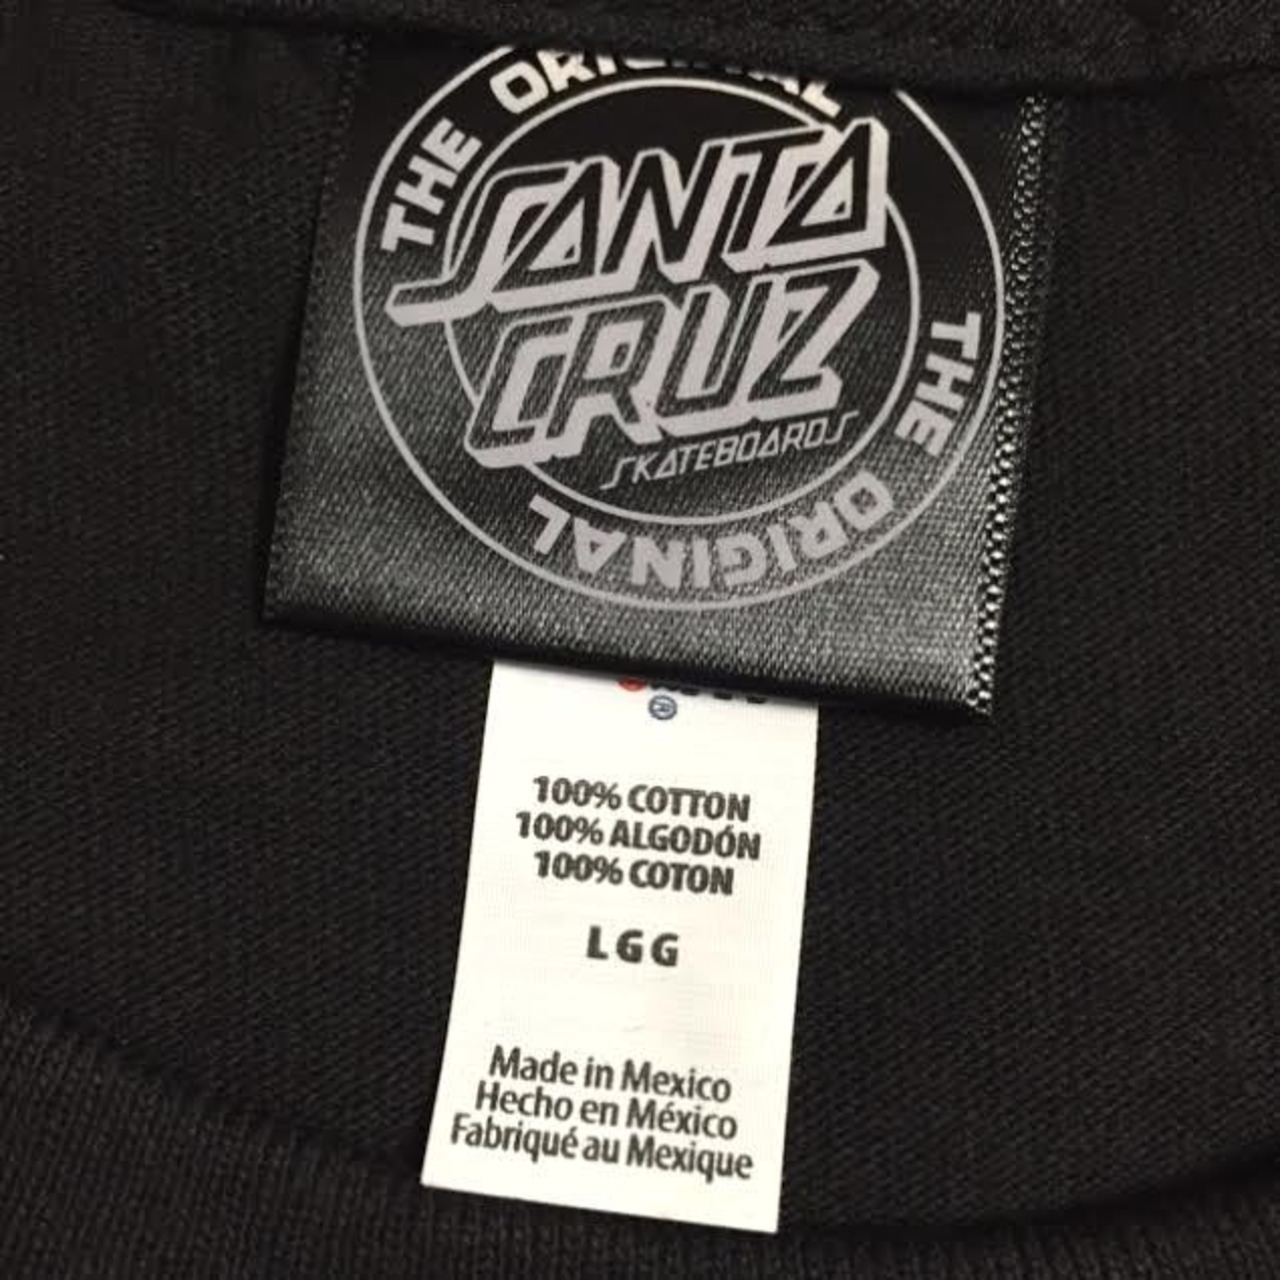 THE ORIGINAL
SANTA
CRUZ
SKATEBOARDS
THE ORIGINAL
100% COTTON
100% ALGODÓN
100% COTON
L G G
Made in Mexico
Hecho en México
Fabriqué au Mexique